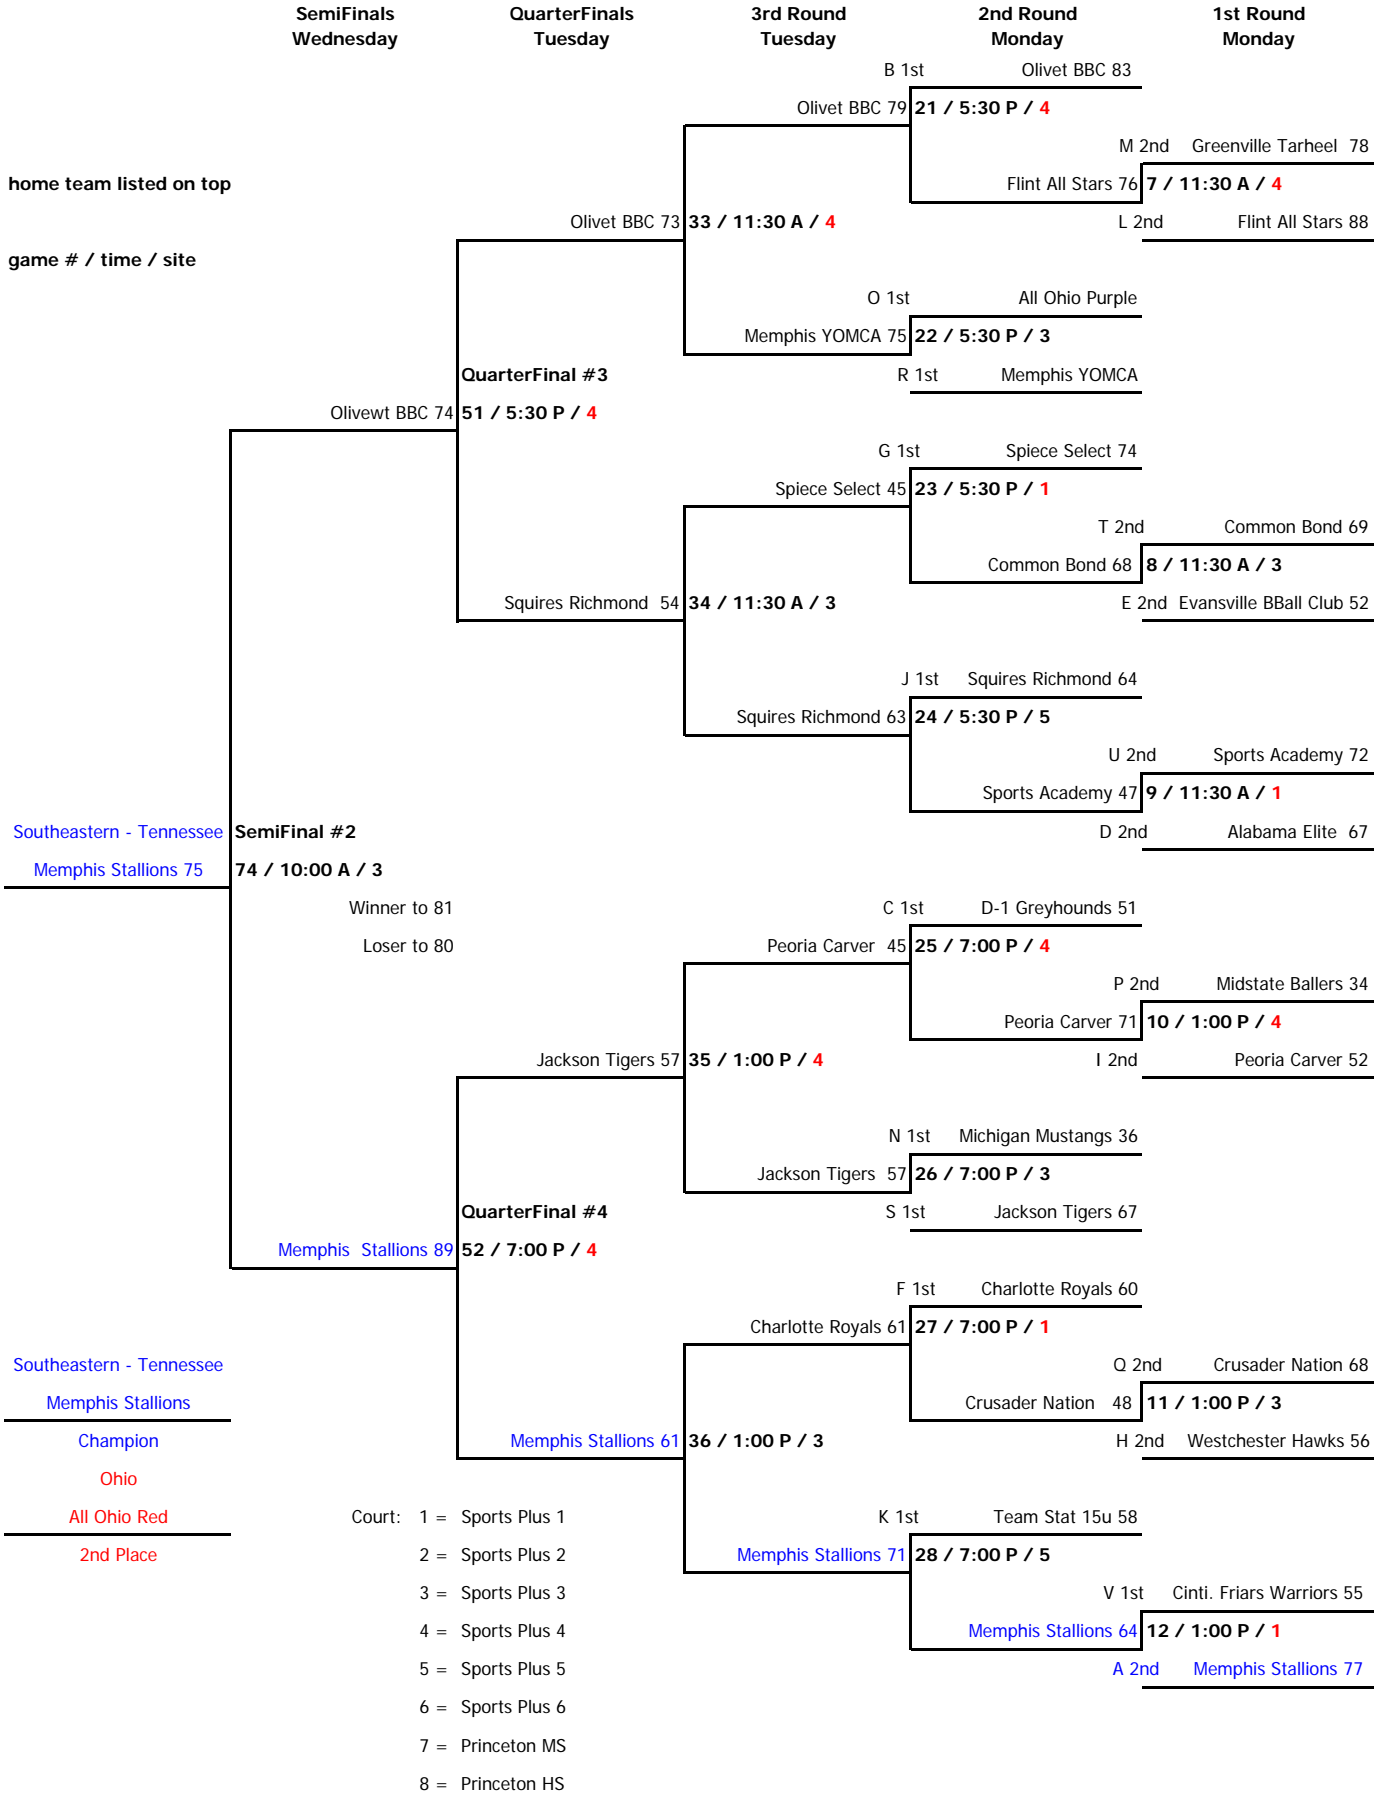 SemiFinals QuarterFinals 3rd Round 2nd Round 1st Round
Wednesday Tuesday Tuesday Monday Monday
B 1st Olivet BBC 83
Olivet BBC 79 21 / 5:30 P / 4
M 2nd Greenville Tarheel 78
home team listed on top Flint All Stars 76 7 / 11:30 A / 4
Olivet BBC 73 33 / 11:30 A / 4 L 2nd Flint All Stars 88
game # / time / site
O 1st All Ohio Purple
Memphis YOMCA 75 22 / 5:30 P / 3
QuarterFinal #3 R 1st Memphis YOMCA
Olivewt BBC 74 51 / 5:30 P / 4
G 1st Spiece Select 74
Spiece Select 45 23 / 5:30 P / 1
T 2nd Common Bond 69
Common Bond 68 8 / 11:30 A / 3
Squires Richmond 54 34 / 11:30 A / 3 E 2nd Evansville BBall Club 52
J 1st Squires Richmond 64
Squires Richmond 63 24 / 5:30 P / 5
U 2nd Sports Academy 72
Sports Academy 47 9 / 11:30 A / 1
Southeastern - Tennessee SemiFinal #2 D 2nd Alabama Elite 67
Memphis Stallions 75 74 / 10:00 A / 3
Winner to 81 C 1st D-1 Greyhounds 51
Loser to 80 Peoria Carver 45 25 / 7:00 P / 4
P 2nd Midstate Ballers 34
Peoria Carver 71 10 / 1:00 P / 4
Jackson Tigers 57 35 / 1:00 P / 4 I 2nd Peoria Carver 52
N 1st Michigan Mustangs 36
Jackson Tigers 57 26 / 7:00 P / 3
QuarterFinal #4 S 1st Jackson Tigers 67
Memphis Stallions 89 52 / 7:00 P / 4
F 1st Charlotte Royals 60
Charlotte Royals 61 27 / 7:00 P / 1
Southeastern - Tennessee Q 2nd Crusader Nation 68
Memphis Stallions Crusader Nation 48 11 / 1:00 P / 3
Champion Memphis Stallions 61 36 / 1:00 P / 3 H 2nd Westchester Hawks 56
Ohio
All Ohio Red Court: 1 = Sports Plus 1 K 1st Team Stat 15u 58
2nd Place 2 = Sports Plus 2 Memphis Stallions 71 28 / 7:00 P / 5
3 = Sports Plus 3 V 1st Cinti. Friars Warriors 55
4 = Sports Plus 4 Memphis Stallions 64 12 / 1:00 P / 1
5 = Sports Plus 5 A 2nd Memphis Stallions 77
6 = Sports Plus 6
7 = Princeton MS
8 = Princeton HS